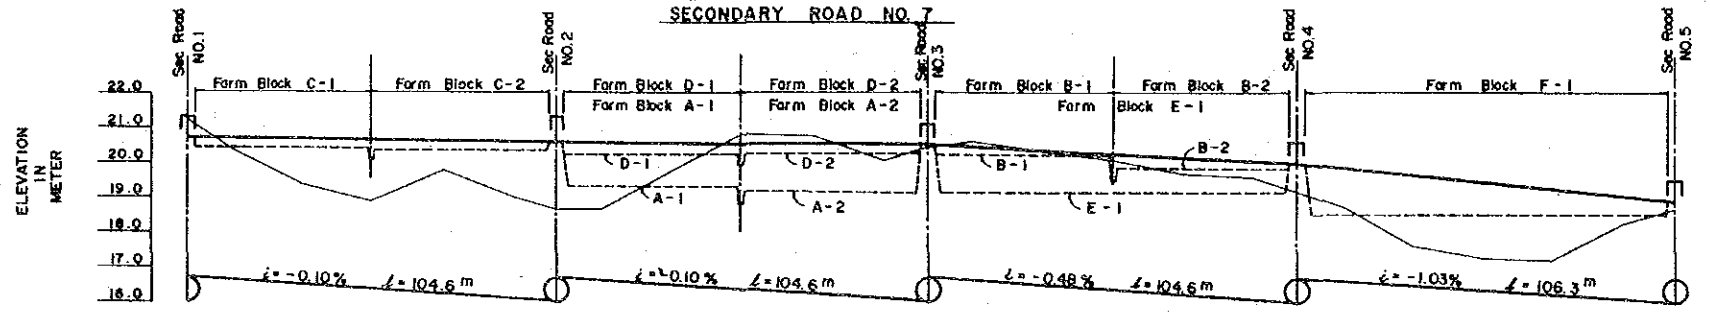 SECONDARY ROAD NO. 7
Sec Road NO.1
Sec Road NO.2
Sec Road NO.3
Sec Road NO.4
Sec Road NO.5
ELEVATION IN METER
22.0
21.0
20.0
19.0
18.0
17.0
16.0
Farm Block C-1
Farm Block C-2
Farm Block D-1
Farm Block D-2
Farm Block B-1
Farm Block B-2
Farm Block F-1
Farm Block A-1
Farm Block A-2
Farm Block E-1
D-1
D-2
B-1
B-2
A-1
A-2
E-1
i=-0.10% l=104.6m
i=-0.10% l=104.6m
i=-0.48% l=104.6m
i=-1.03% l=106.3m